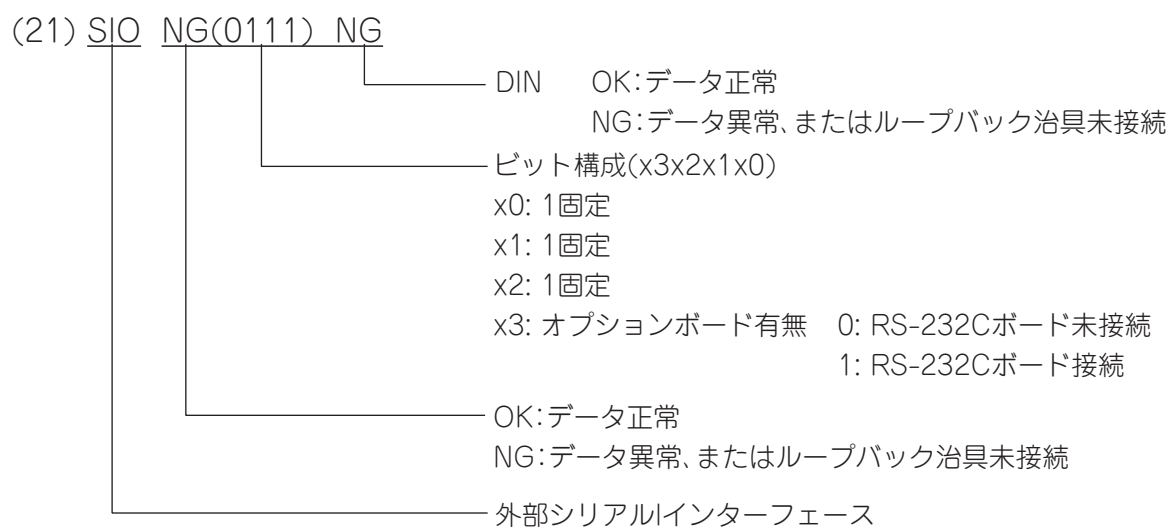 (21) SIO NG(0111) NG
DIN OK:データ正常
NG:データ異常、またはループバック治具未接続
ビット構成(x3x2x1x0)
x0: 1固定
x1: 1固定
x2: 1固定
x3: オプションボード有無 0: RS-232Cボード未接続
1: RS-232Cボード接続
OK:データ正常
NG:データ異常、またはループバック治具未接続
外部シリアルIインターフェース